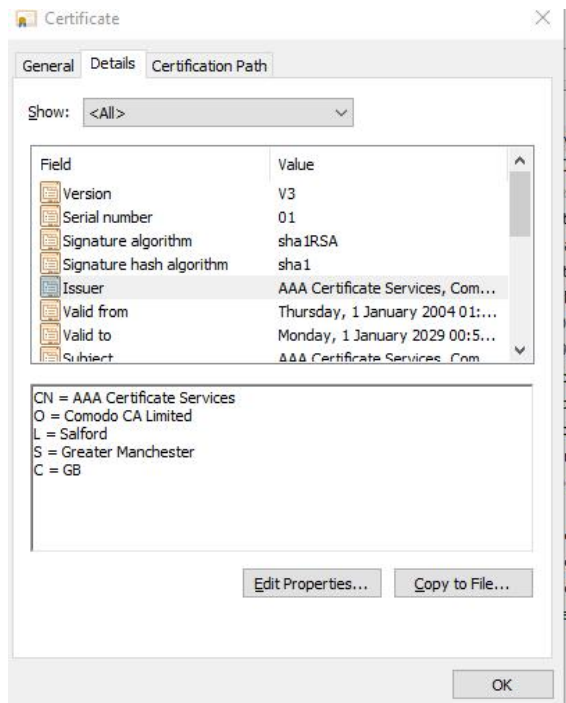 Certificate
General Details Certification Path
Show: <All>
Field Value
Version V3
Serial number 01
Signature algorithm sha1RSA
Signature hash algorithm sha1
Issuer AAA Certificate Services, Com...
Valid from Thursday, 1 January 2004 01:...
Valid to Monday, 1 January 2029 00:5...
Subject AAA Certificate Services, Com
CN = AAA Certificate Services
O = Comodo CA Limited
L = Salford
S = Greater Manchester
C = GB
Edit Properties... Copy to File...
OK